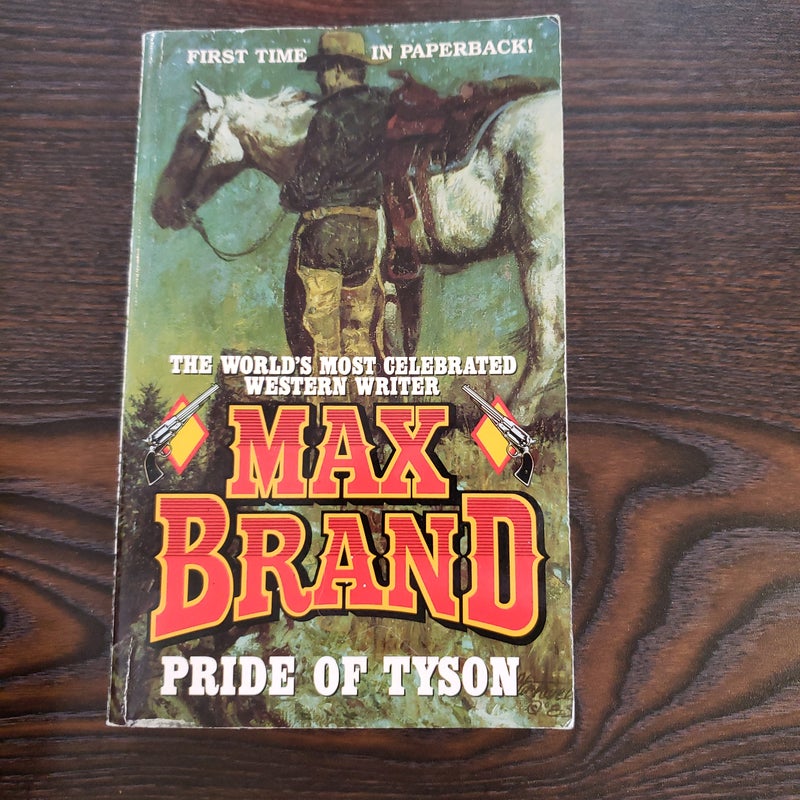 FIRST TIME IN PAPERBACK!
THE WORLD'S MOST CELEBRATED
WESTERN WRITER
MAX
BRAND
PRIDE OF TYSON